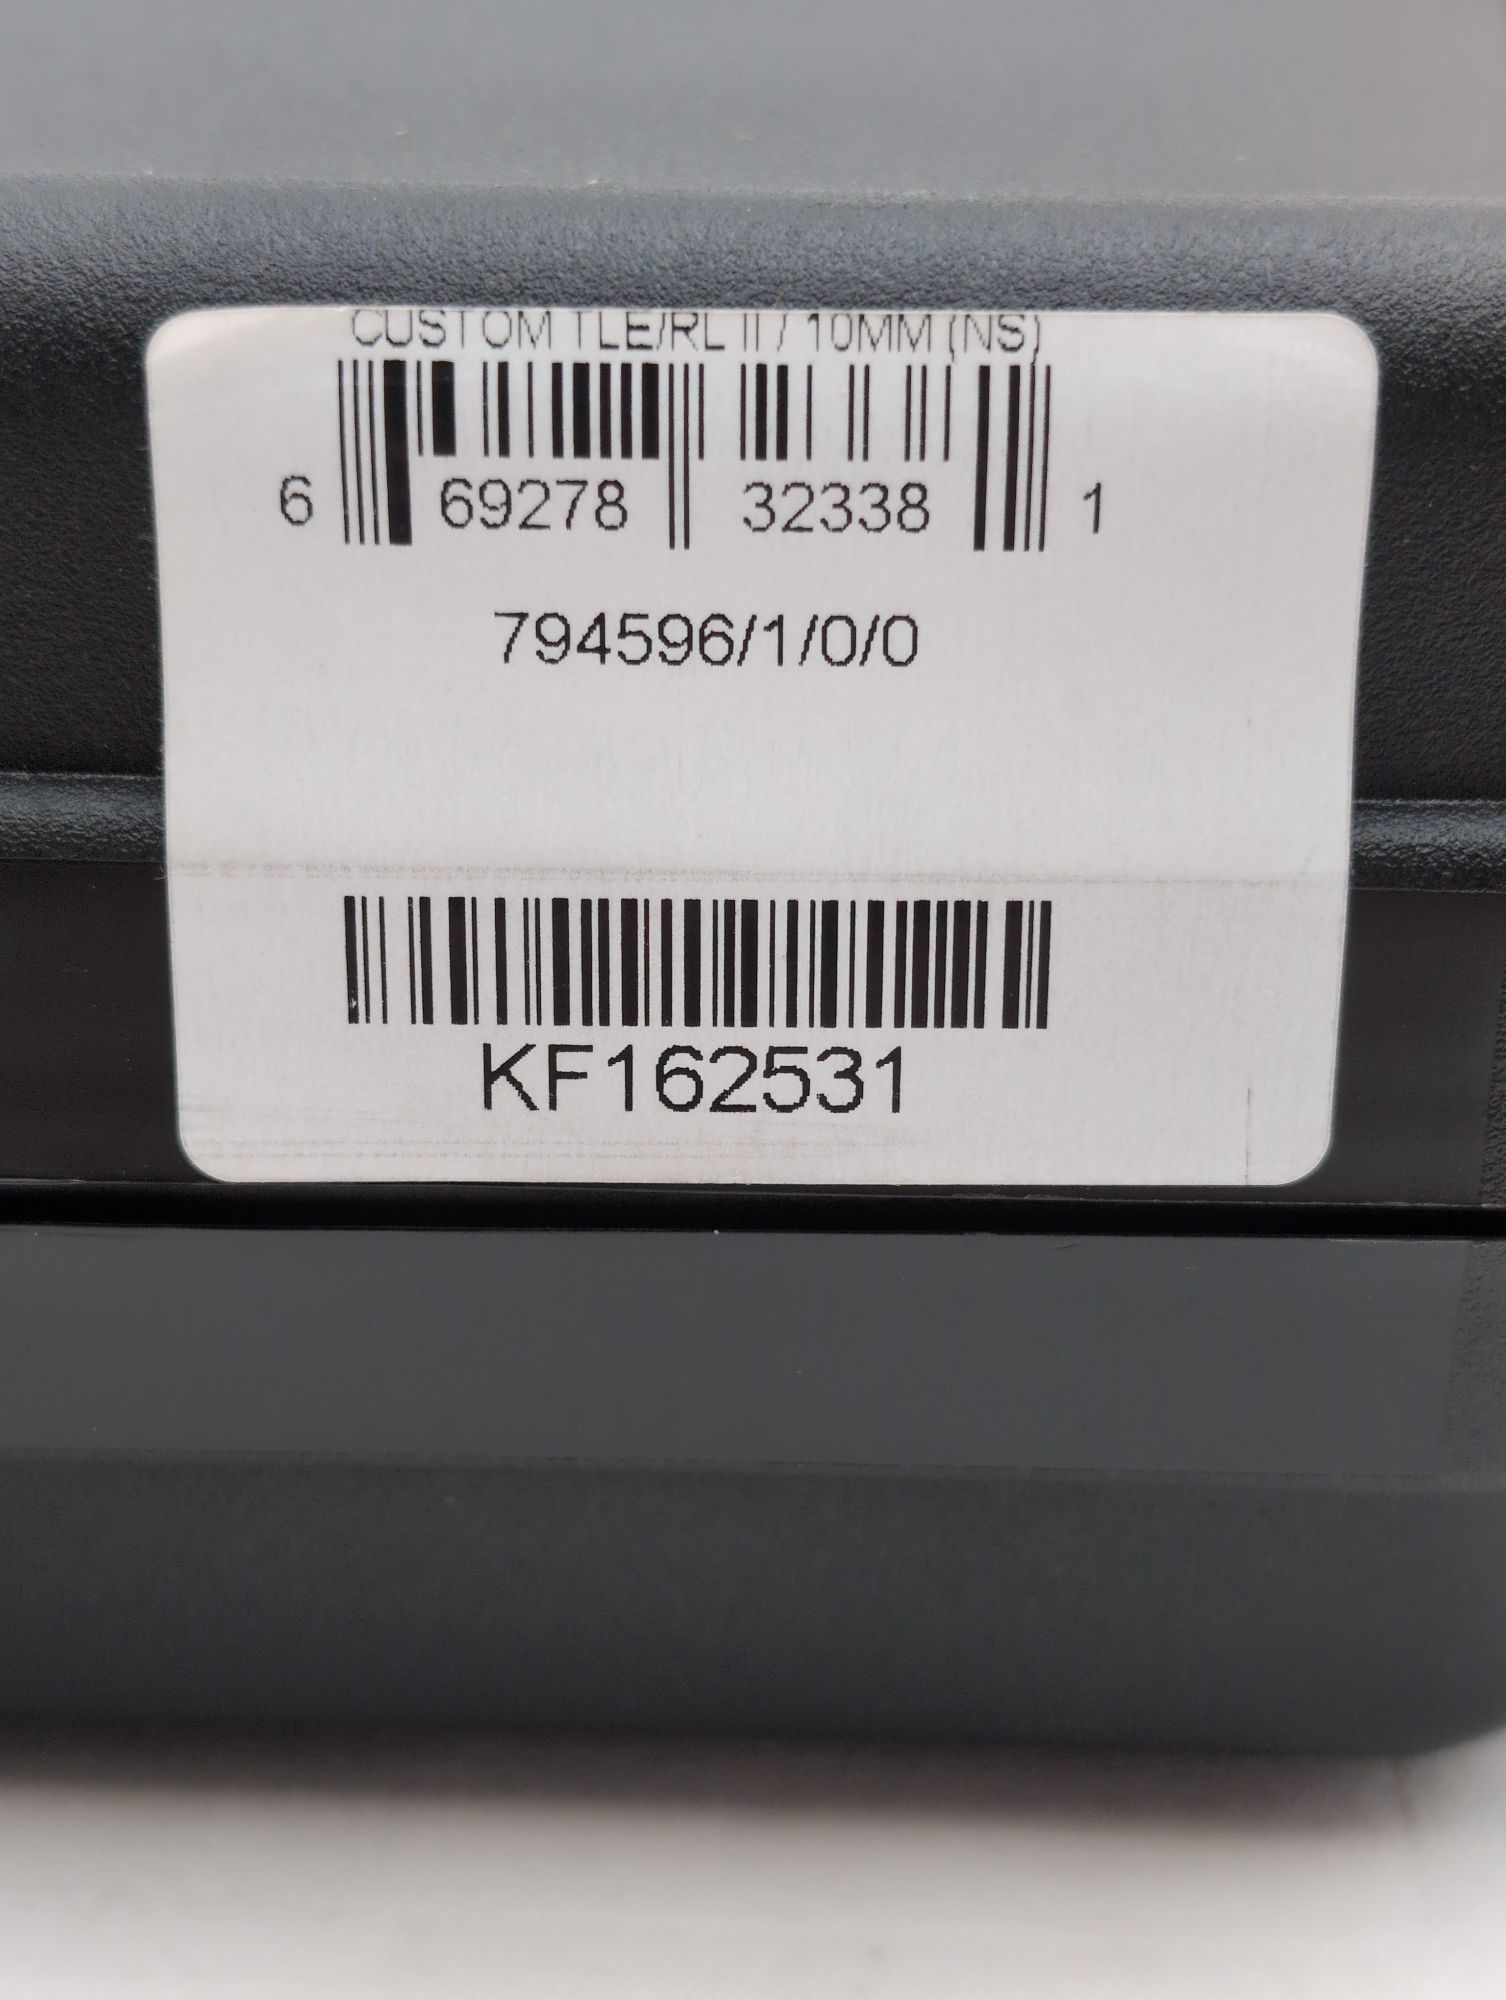 CUSTOM TLE/RL II / 10MM (NS)
6 69278 32338 1
794596/1/0/0
KF162531